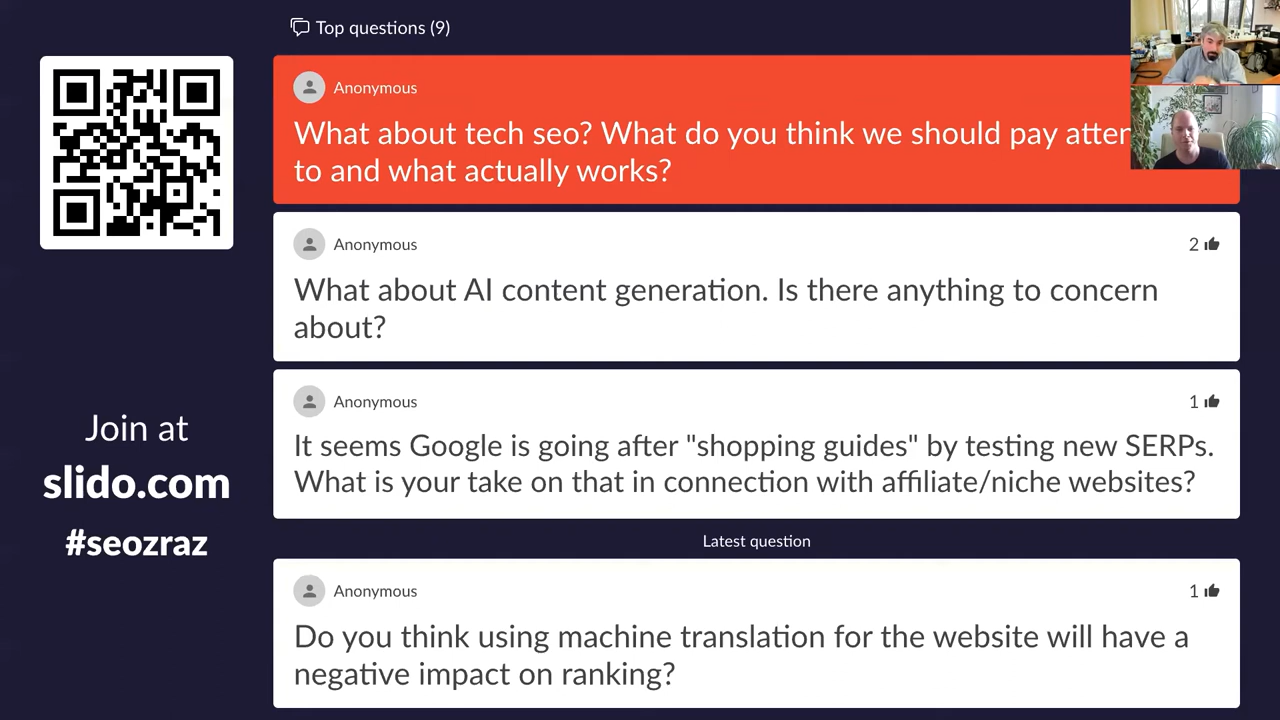 Top questions (9)
Anonymous
What about tech seo? What do you think we should pay
to and what actually works?
Anonymous
2
What about AI content generation. Is there anything to concern
about?
Anonymous
1
It seems Google is going after "shopping guides" by testing new SERPs.
What is your take on that in connection with affiliate/niche websites?
Join at
slido.com
#seozraz
Latest question
Anonymous
1
Do you think using machine translation for the website will have a
negative impact on ranking?